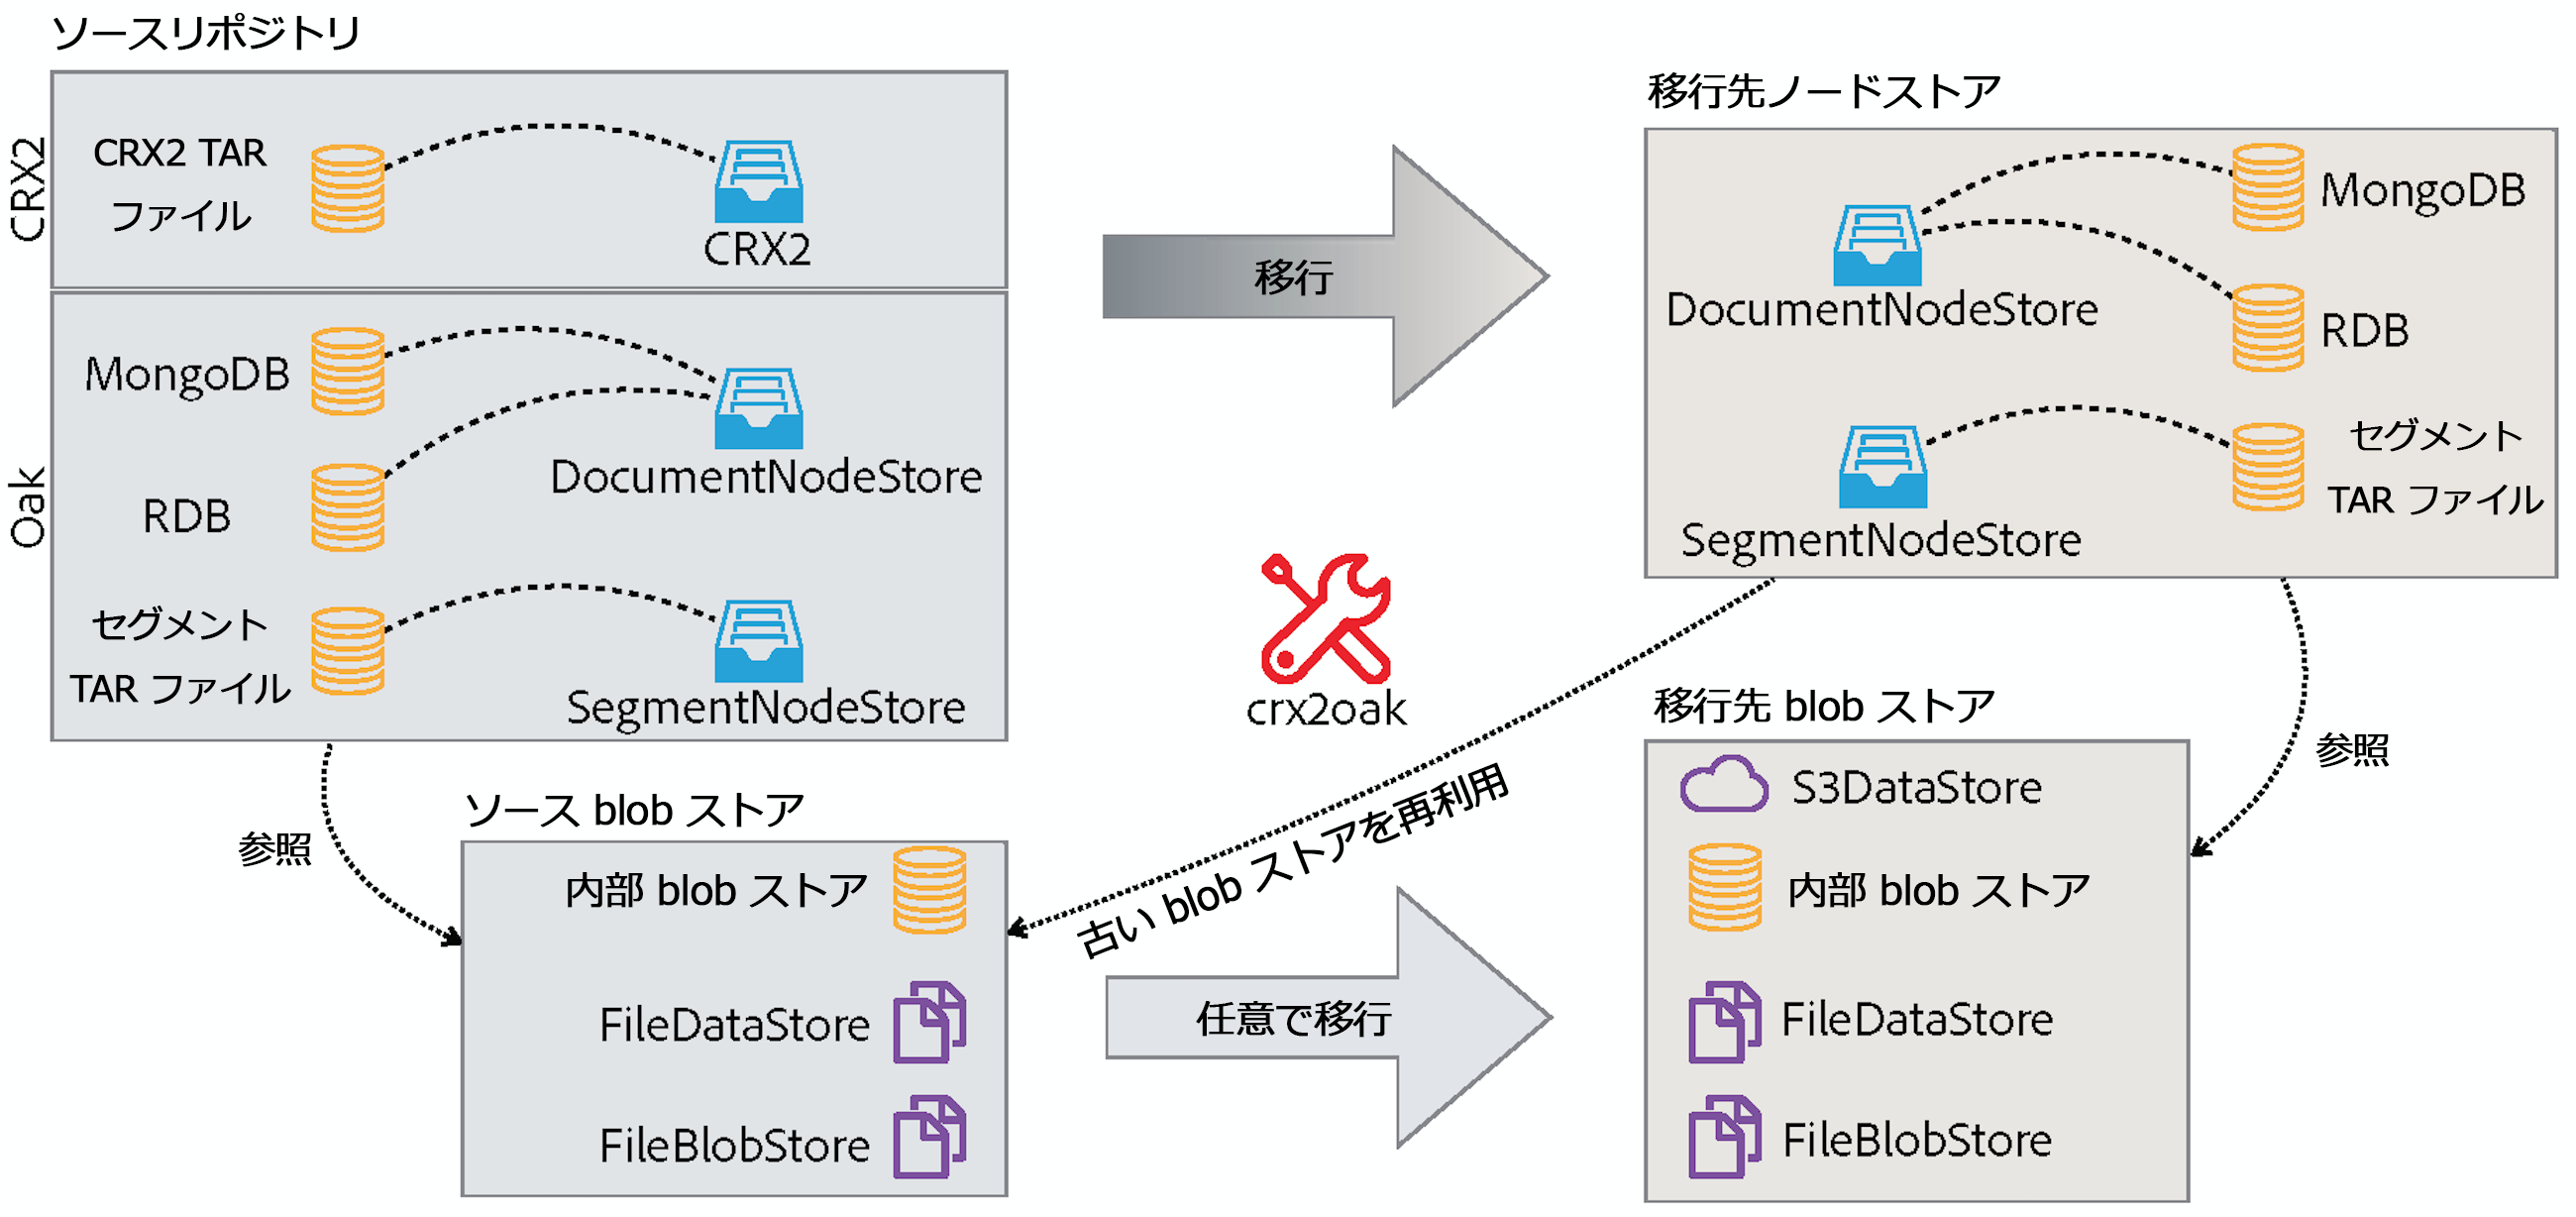 ソースリポジトリ
CRX2
CRX2 TAR
ファイル
CRX2
Oak
MongoDB
RDB
DocumentNodeStore
セグメント
TAR ファイル
SegmentNodeStore
移行
crx2oak
移行先ノードストア
MongoDB
DocumentNodeStore
RDB
セグメント
TAR ファイル
SegmentNodeStore
参照
ソース blob ストア
内部 blob ストア
FileDataStore
FileBlobStore
古い blob ストアを再利用
任意で移行
移行先 blob ストア
参照
S3DataStore
内部 blob ストア
FileDataStore
FileBlobStore